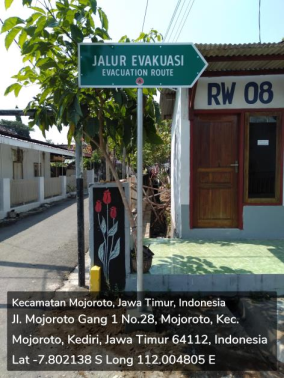 JALUR EVAKUASI
EVACUATION ROUTE
RW 08
Kecamatan Mojoroto, Jawa Timur, Indonesia
Jl. Mojoroto Gang 1 No.28, Mojoroto, Kec.
Mojoroto, Kediri, Jawa Timur 64112, Indonesia
Lat -7.802138 S Long 112.004805 E